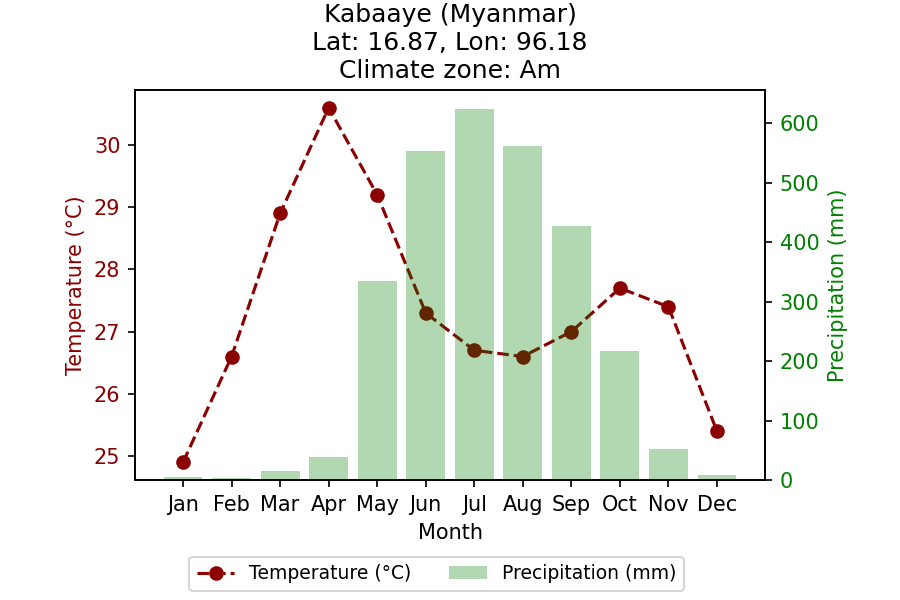 Kabaaye (Myanmar)
Lat: 16.87, Lon: 96.18
Climate zone: Am
Temperature (°C)
30
29
28
27
26
25
600
500
400
300
200
100
0
Precipitation (mm)
Jan Feb Mar Apr May Jun Jul Aug Sep Oct Nov Dec
Month
Temperature (°C) Precipitation (mm)